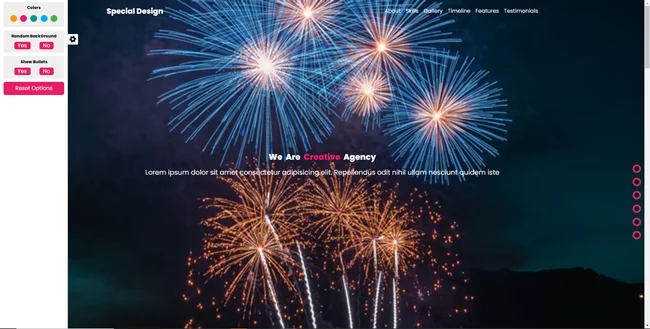 Colors
Random BackGround
Yes No
Show Bullets
Yes No
Reset Options
Special Design
About Skills Gallery Timeline Features Testimonials
We Are Creative Agency
Lorem ipsum dolor sit amet consectetur adipisicing elit. Repellendus odit nihil ullam nesciunt quidem iste